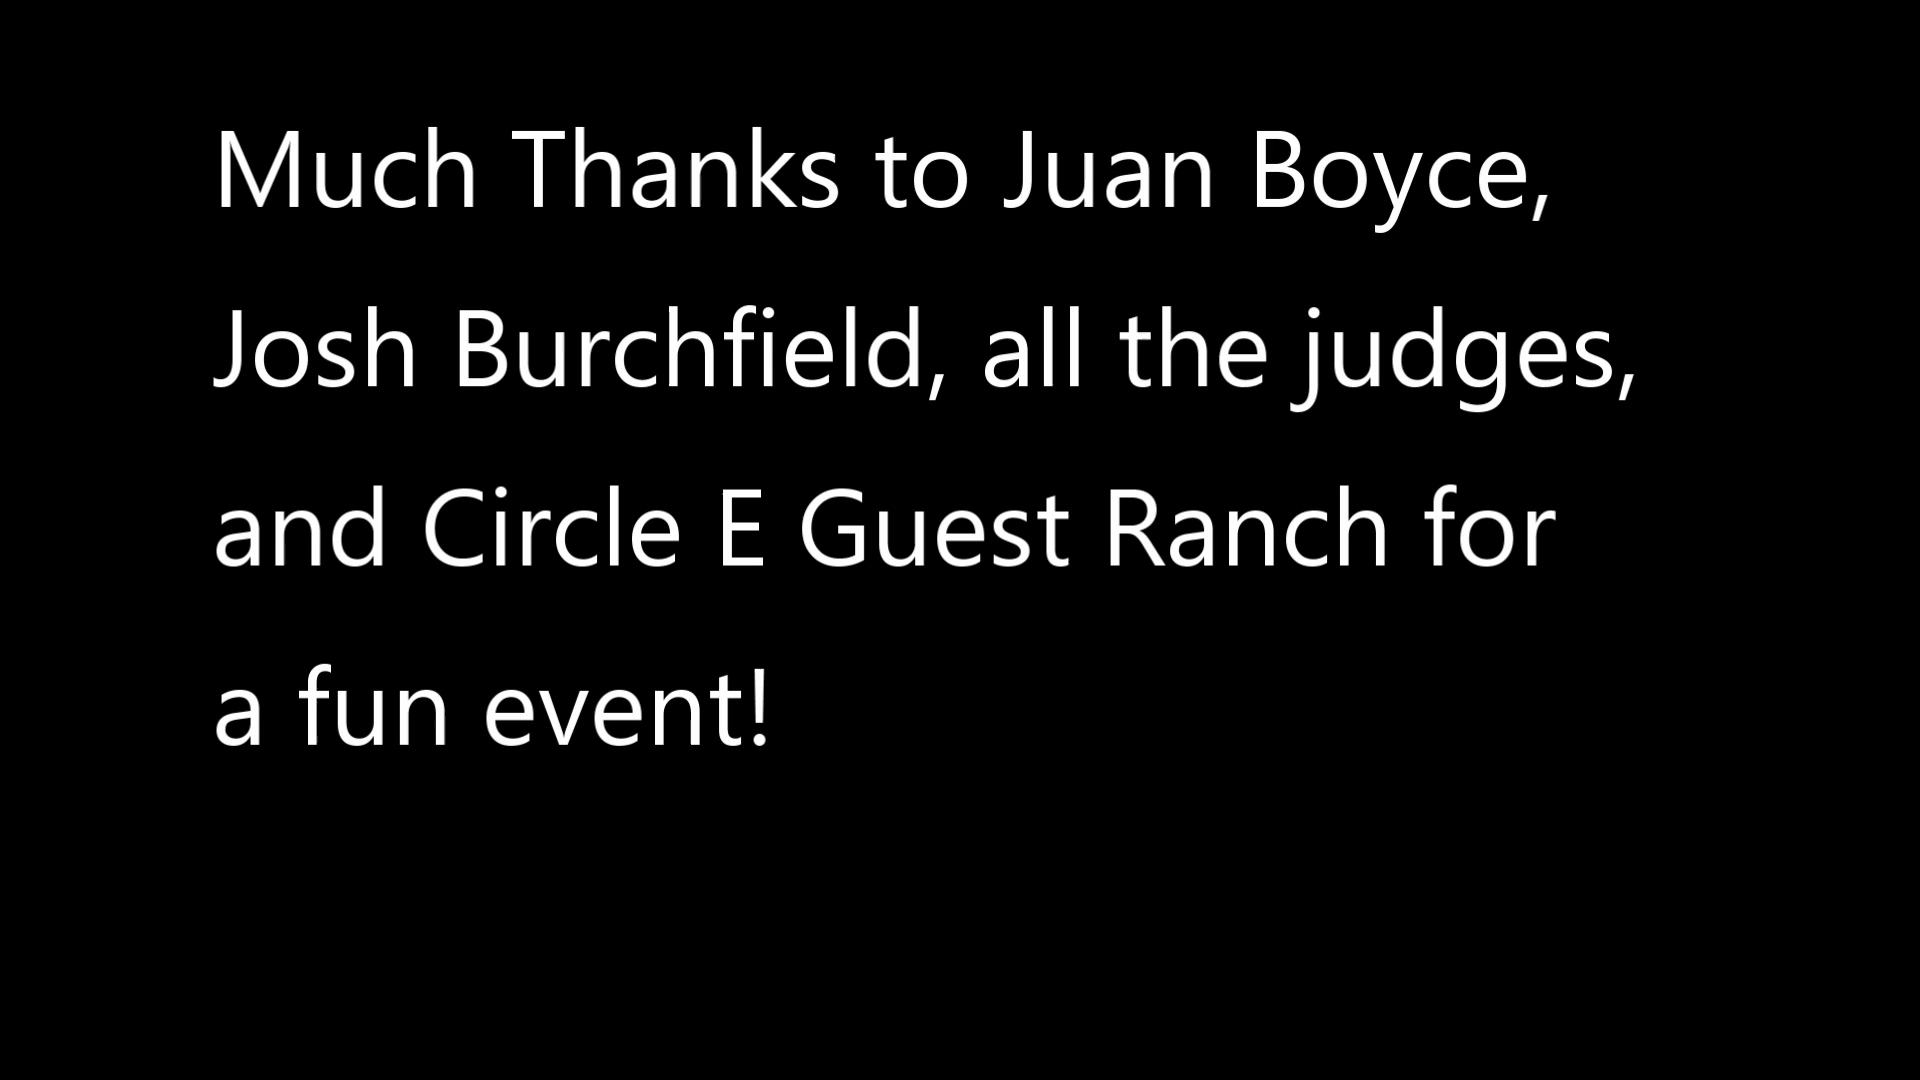 Much Thanks to Juan Boyce,
Josh Burchfield, all the judges,
and Circle E Guest Ranch for
a fun event!